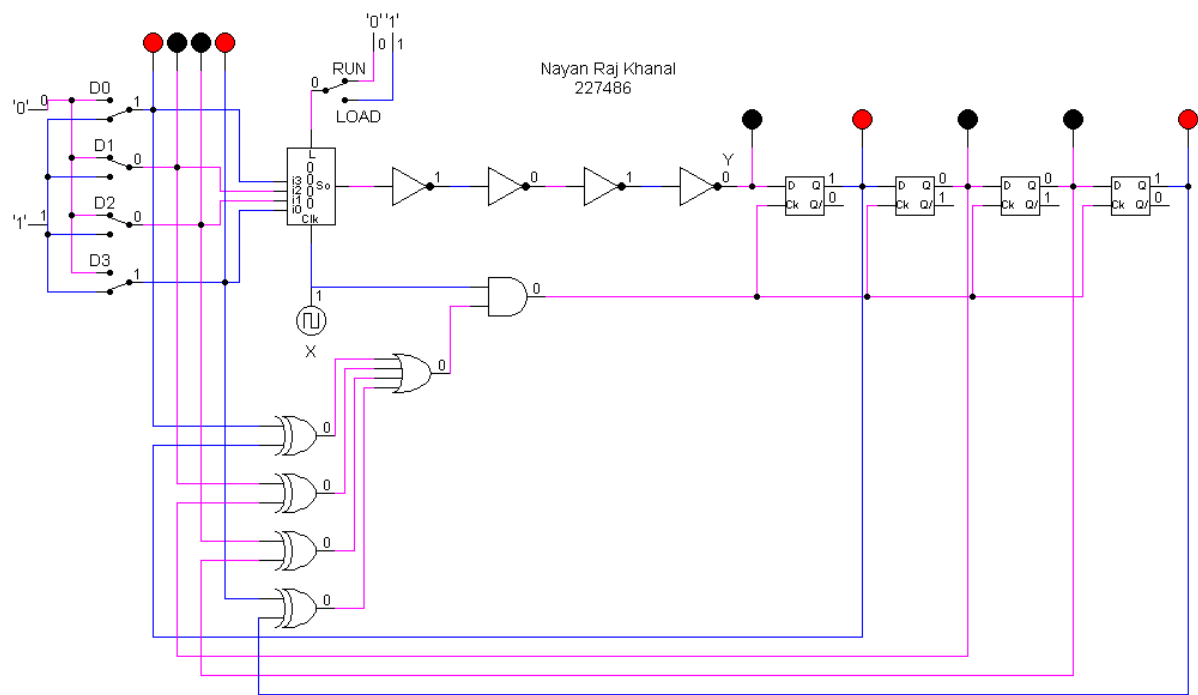 '0' '1'
0 1
RUN
0
LOAD
Nayan Raj Khanal
227486
'0' 0
D0
1
D1
0
D2
0
'1' 1
D3
1
L
0
i3 0 So
i2 0
i1 0
i0
Clk
1 0 1 0
Y
D Q 1
Ck Q/ 0
D Q 0
Ck Q/ 1
D Q 0
Ck Q/ 1
D Q 1
Ck Q/ 0
1
X
0
0
0
0
0
0